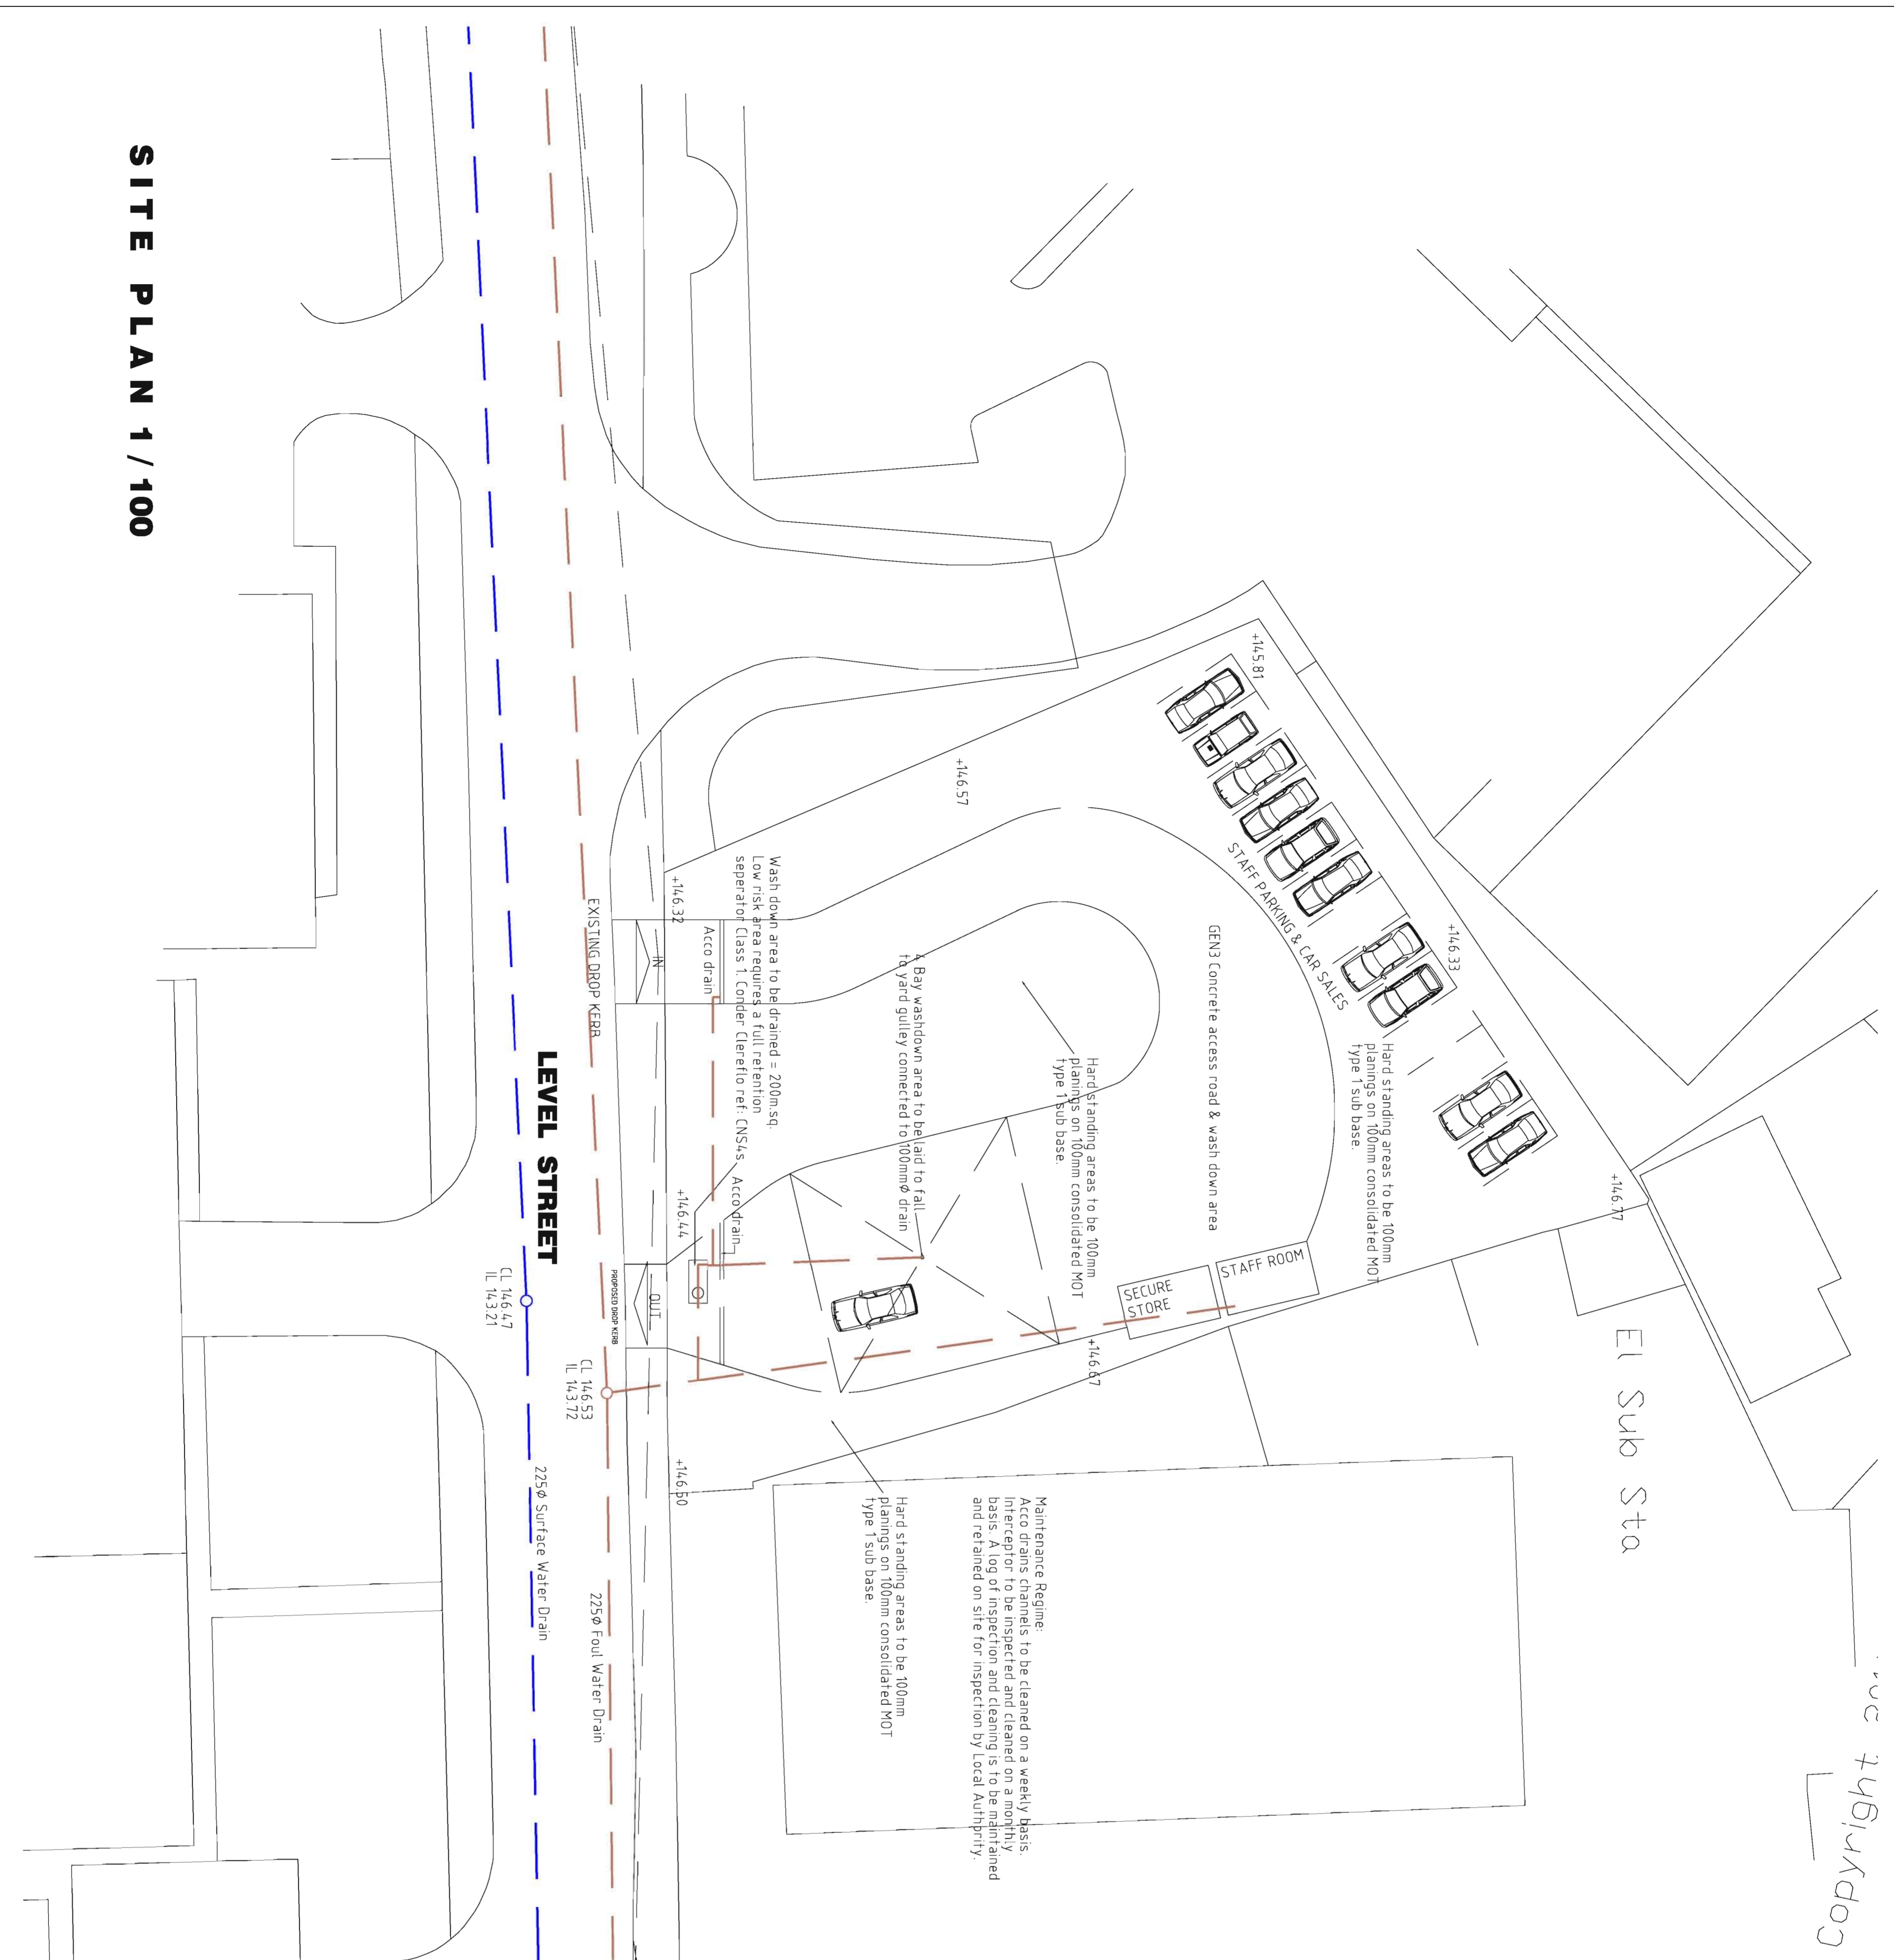 SITE PLAN 1/100
+145.81
+146.57
STAFF PARKING & CAR SALES
+146.33
GEN3 Concrete access road & wash down area
Hard standing areas to be 100mm
planings on 100mm consolidated MOT
type 1 sub base.
+146.77
STAFF ROOM
SECURE
STORE
Hard standing areas to be 100mm
planings on 100mm consolidated MOT
type 1 sub base.
4 Bay washdown area to be laid to fall
to yard gulley connected to 100mmØ drain
Wash down area to be drained = 200m.sq.
Low risk area requires a full retention
seperator Class 1. Conder Clereflo ref: CNS4s
Acco drain
Acco drain
+146.32
IN
EXISTING DROP KERB
+146.44
OUT
PROPOSED DROP KERB
LEVEL STREET
CL 146.47
IL 143.21
CL 146.53
IL 143.72
+146.67
+146.50
El Sub Sta
Hard standing areas to be 100mm
planings on 100mm consolidated MOT
type 1 sub base.
Maintenance Regime:
Acco drains channels to be cleaned on a weekly basis.
Interceptor to be inspected and cleaned on a monthly
basis. A log of inspection and cleaning is to be maintained
and retained on site for inspection by Local Authority.
225Ø Surface Water Drain
225Ø Foul Water Drain
Copyright